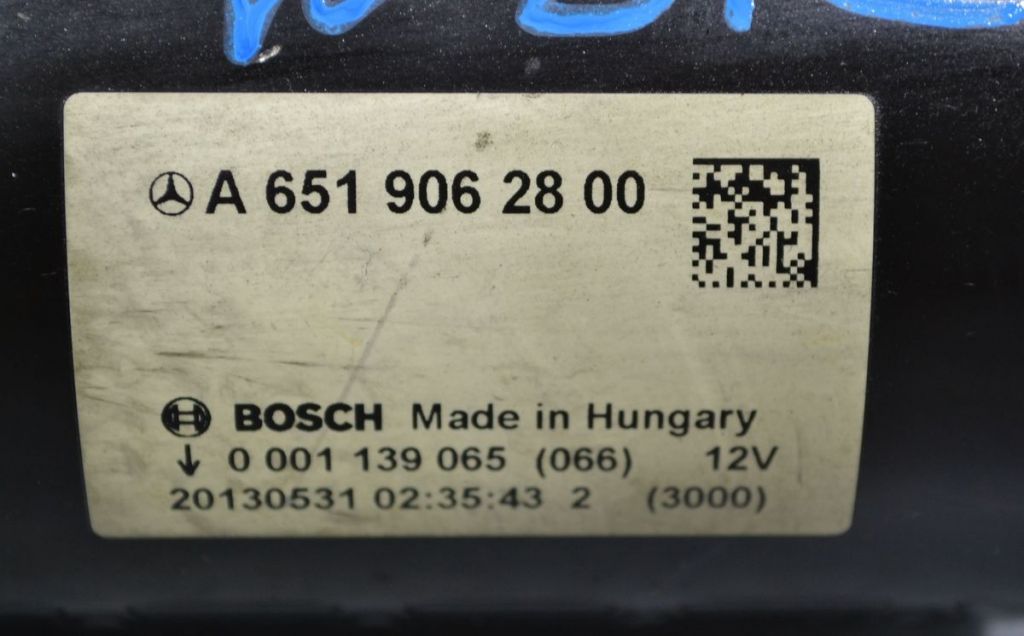 A 651 906 28 00
BOSCH Made in Hungary
↓ 0 001 139 065 (066) 12V
20130531 02:35:43 2 (3000)